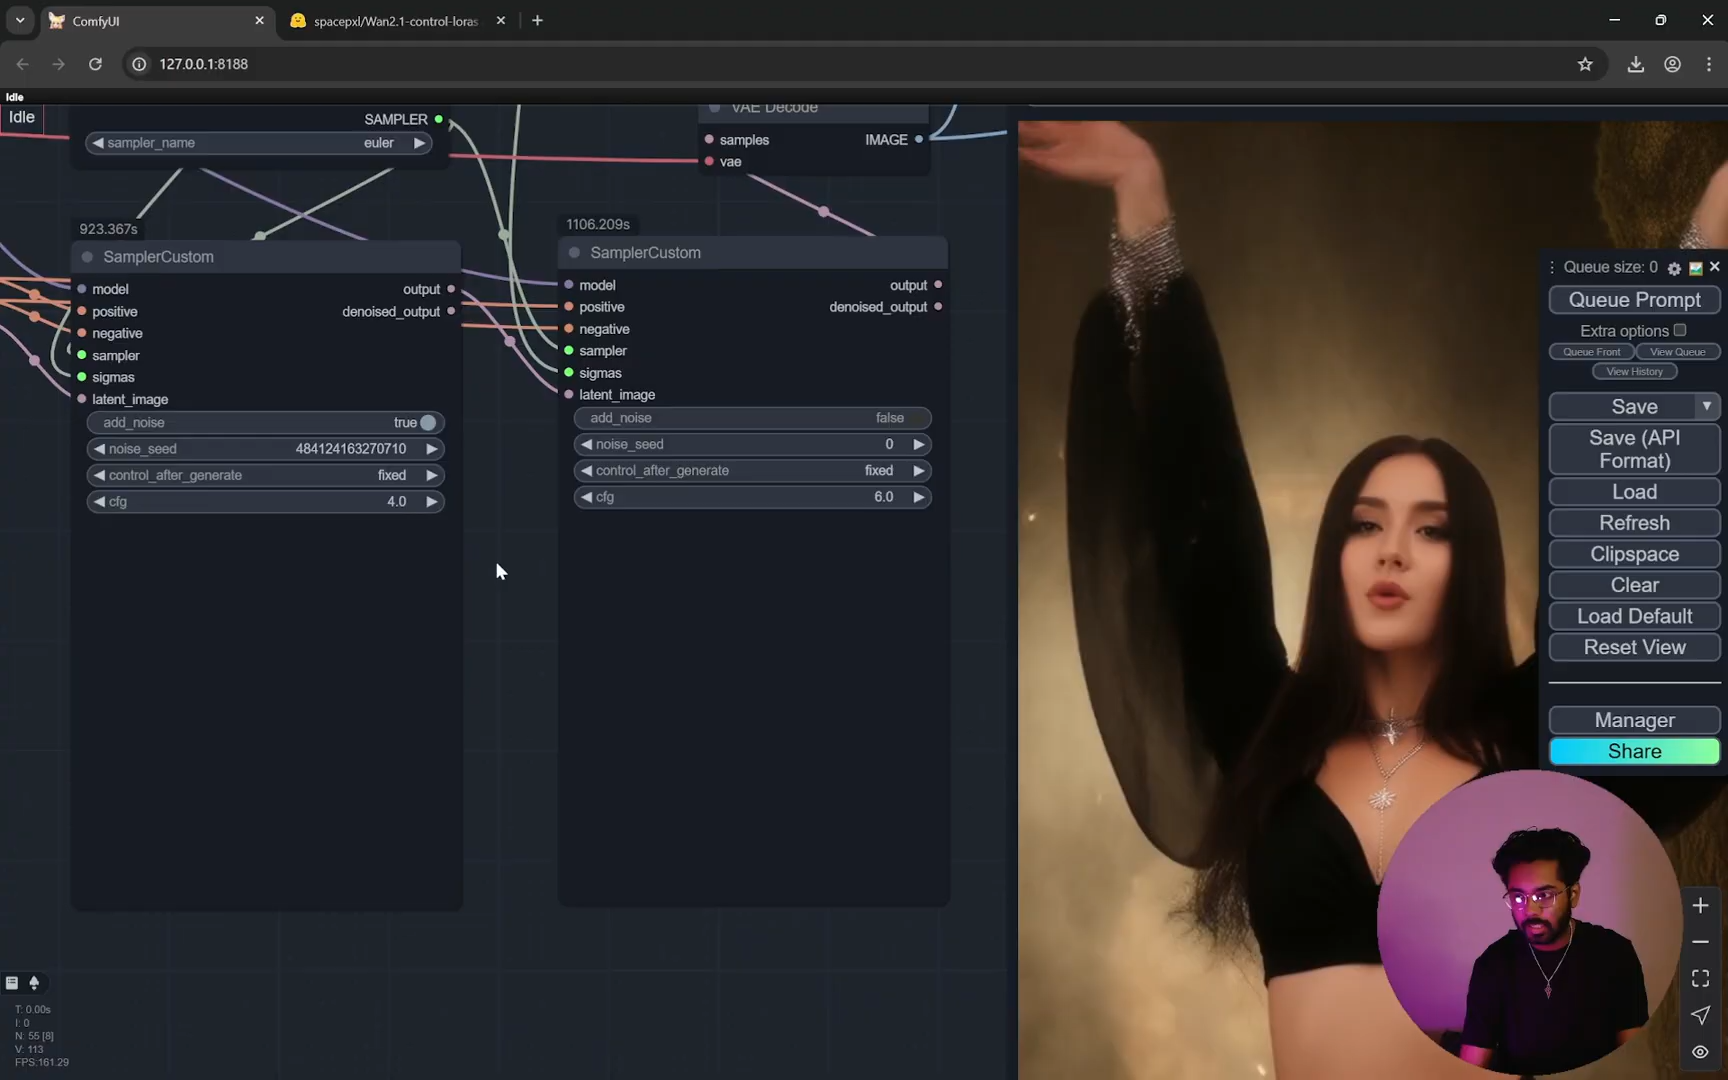 ComfyUI
spacepxl/Wan2.1-control-loras
127.0.0.1:8188
Idle
Idle
SAMPLER
sampler_name euler
VAE Decode
samples IMAGE
vae
923.367s
SamplerCustom
model output
positive denoised_output
negative
sampler
sigmas
latent_image
add_noise true
noise_seed 484124163270710
control_after_generate fixed
cfg 4.0
1106.209s
SamplerCustom
model output
positive denoised_output
negative
sampler
sigmas
latent_image
add_noise false
noise_seed 0
control_after_generate fixed
cfg 6.0
Queue size: 0
Queue Prompt
Extra options
Queue Front View Queue
View History
Save
Save (API
Format)
Load
Refresh
Clipspace
Clear
Load Default
Reset View
Manager
Share
T: 0.00s
I: 0
N: 55 [8]
V: 113
FPS:161.29